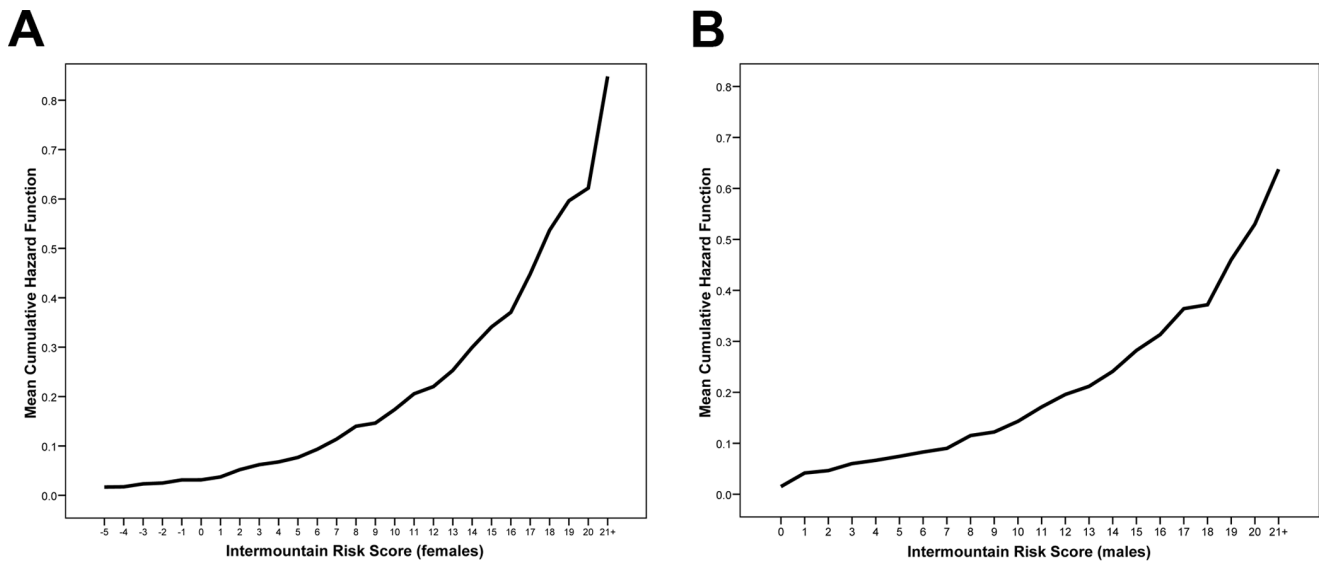 A
Mean Cumulative Hazard Function
0.8
0.7
0.6
0.5
0.4
0.3
0.2
0.1
0.0
-5 -4 -3 -2 -1 0 1 2 3 4 5 6 7 8 9 10 11 12 13 14 15 16 17 18 19 20 21+
Intermountain Risk Score (females)
B
Mean Cumulative Hazard Function
0.8
0.7
0.6
0.5
0.4
0.3
0.2
0.1
0.0
0 1 2 3 4 5 6 7 8 9 10 11 12 13 14 15 16 17 18 19 20 21+
Intermountain Risk Score (males)